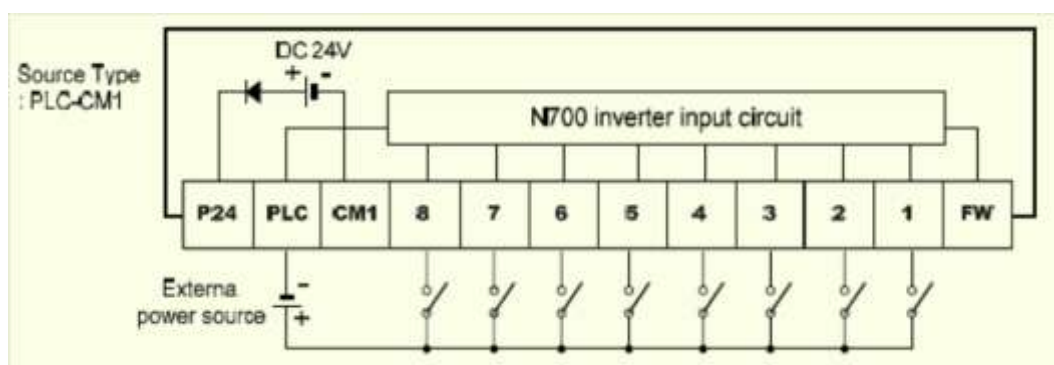 DC 24V
+ -
Source Type
: PLC-CM1
N700 inverter input circuit
P24 PLC CM1 8 7 6 5 4 3 2 1 FW
Externa
power source
-
+